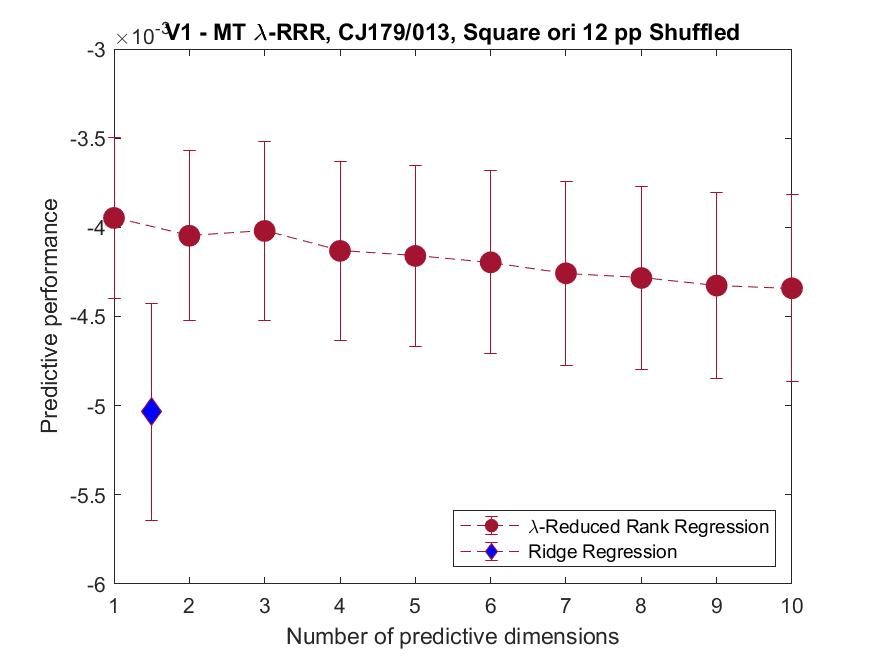 ×10⁻³
V1 - MT λ-RRR, CJ179/013, Square ori 12 pp Shuffled
-3
-3.5
-4
-4.5
-5
-5.5
-6
Predictive performance
1 2 3 4 5 6 7 8 9 10
Number of predictive dimensions
λ-Reduced Rank Regression
Ridge Regression